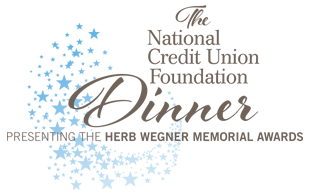 The
National
Credit Union
Foundation
Dinner
PRESENTING THE HERB WEGNER MEMORIAL AWARDS